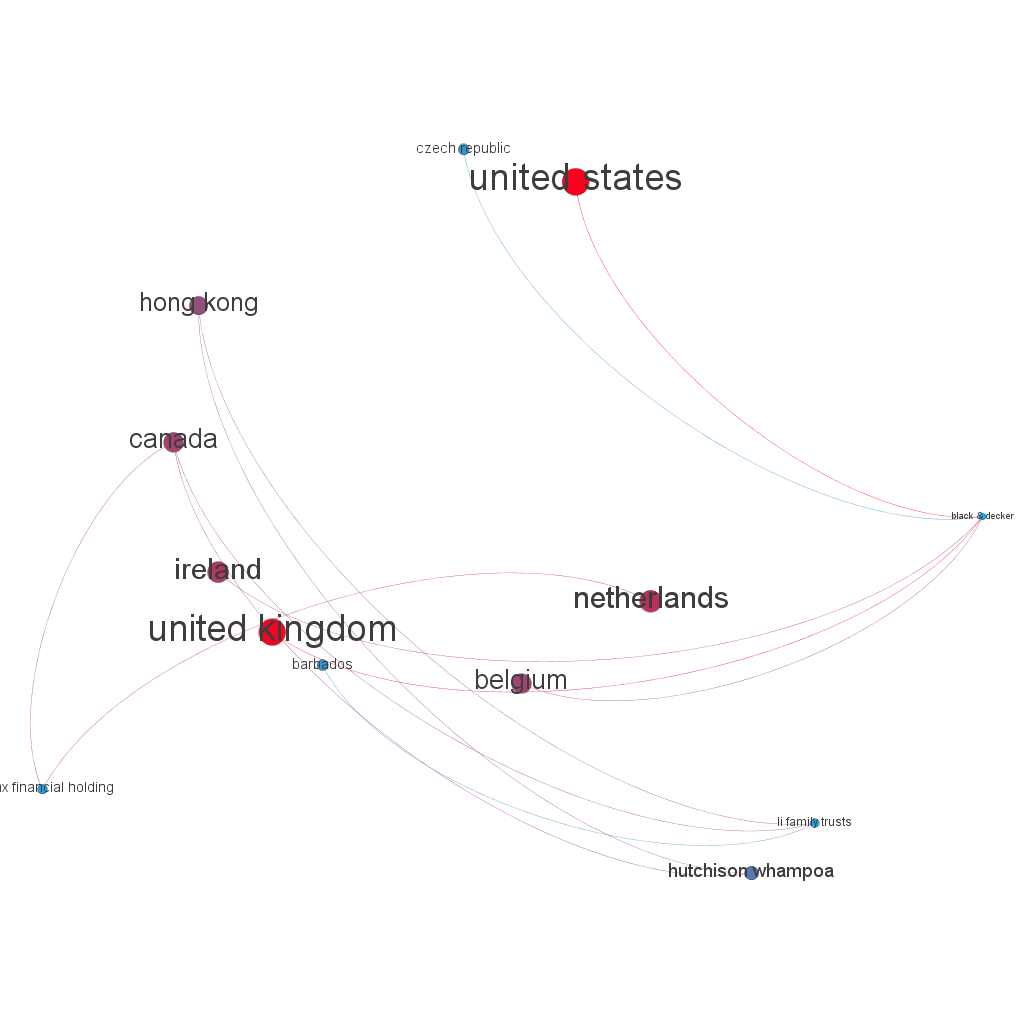 czech republic
united states
hong kong
canada
black & decker
ireland
netherlands
united kingdom
barbados
belgium
financial holding
li family trusts
hutchison whampoa